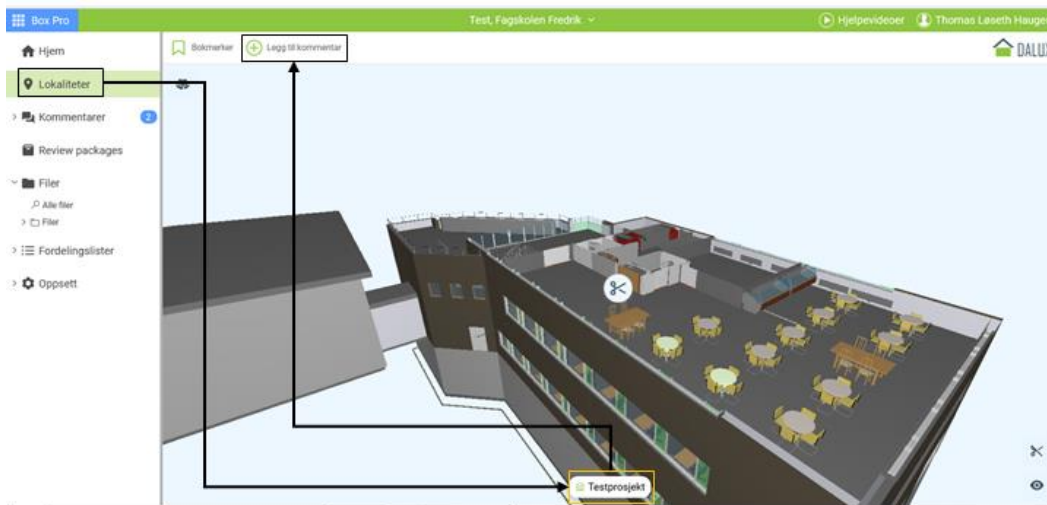 Box Pro
Test, Fagskolen Fredrik
Hjelpevideoer
Thomas Løseth Hauge
Hjem
Bokmerker
Legg til kommentar
DALUX
Lokaliteter
Kommentarer
2
Review packages
Filer
Alle filer
Filer
Fordelingslister
Oppsett
Testprosjekt